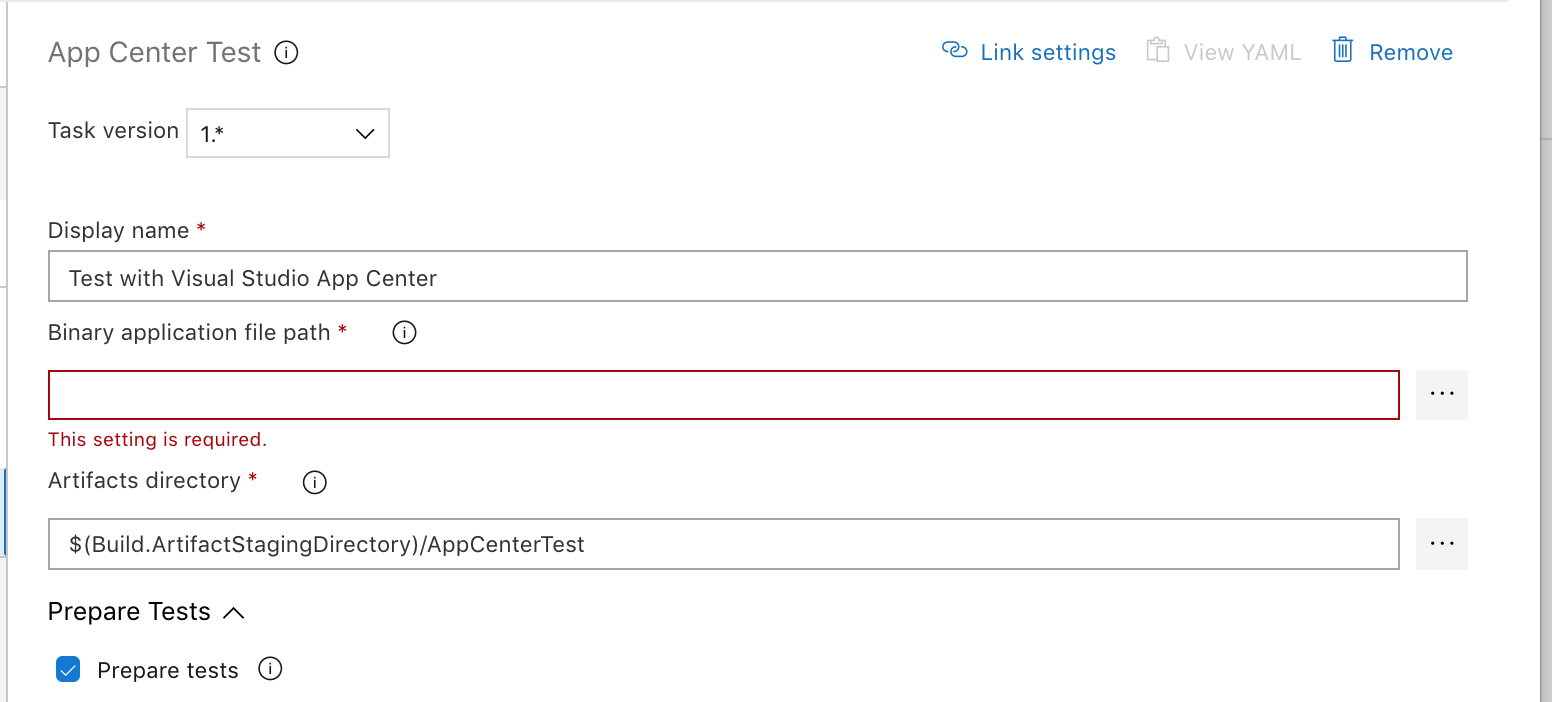 App Center Test
Link settings
View YAML
Remove
Task version 1.*
Display name *
Test with Visual Studio App Center
Binary application file path *
This setting is required.
Artifacts directory *
$(Build.ArtifactStagingDirectory)/AppCenterTest
Prepare Tests
Prepare tests